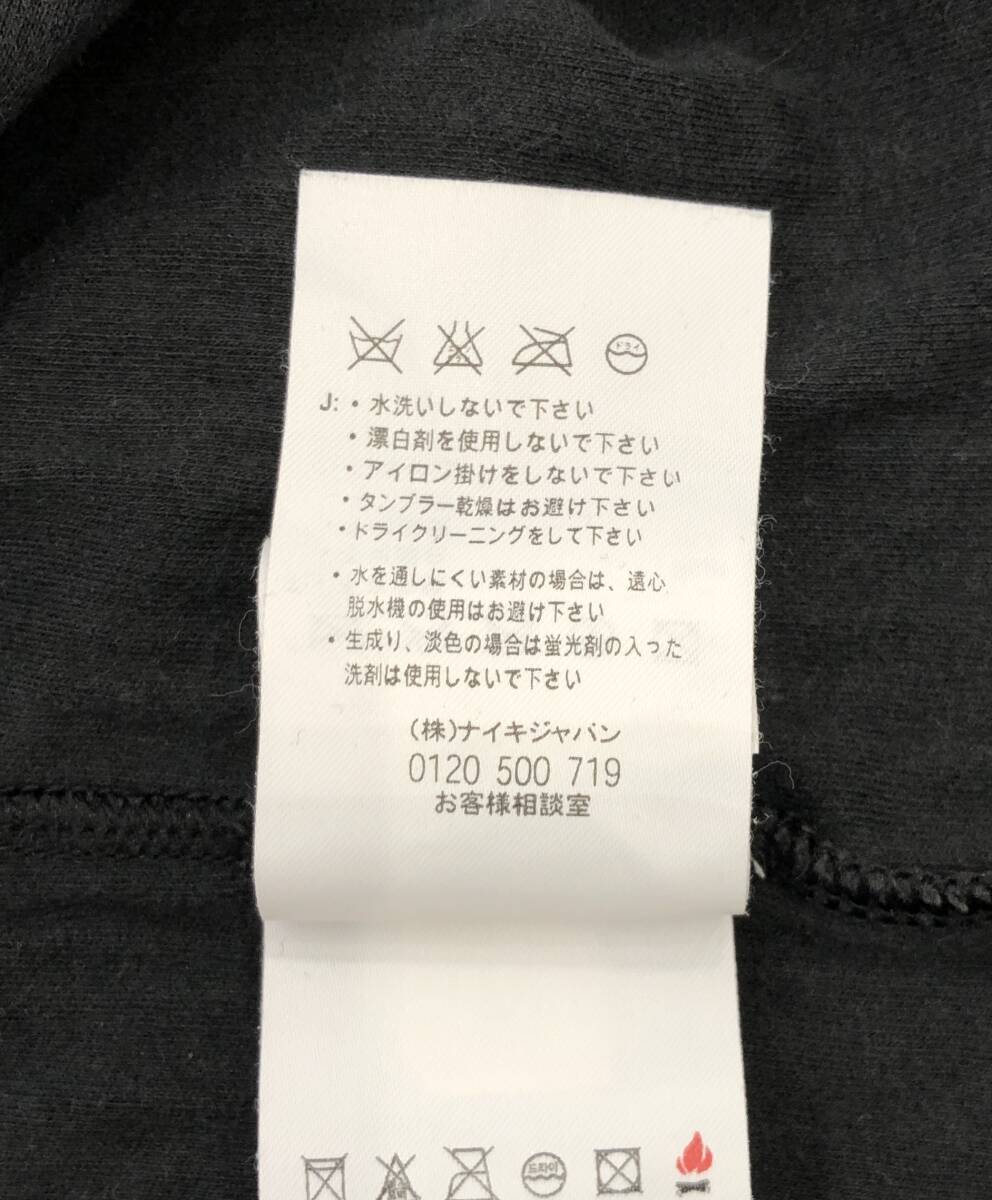 ドライ
J: ・水洗いしないで下さい
・漂白剤を使用しないで下さい
・アイロン掛けをしないで下さい
・タンブラー乾燥はお避け下さい
・ドライクリーニングをして下さい
・水を通しにくい素材の場合は、遠心
脱水機の使用はお避け下さい
・生成り、淡色の場合は蛍光剤の入った
洗剤は使用しないで下さい
(株)ナイキジャパン
0120 500 719
お客様相談室
드라이